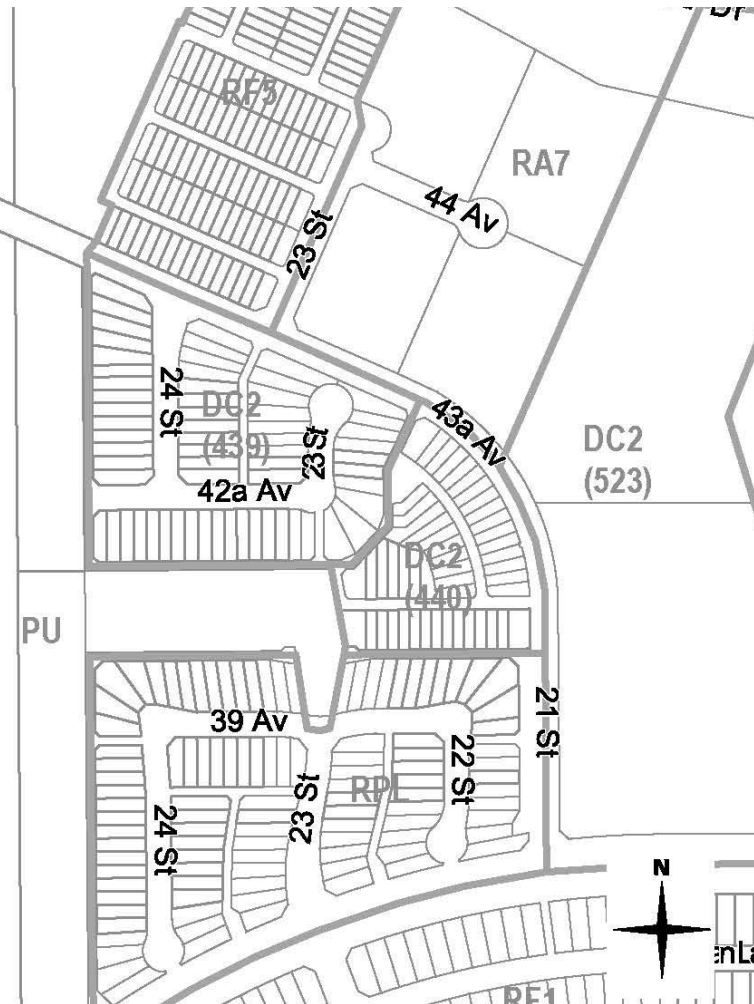 RF5
RA7
44 Av
23 St
24 St
DC2
(439)
23 St
43a Av
DC2
(523)
42a Av
DC2
(440)
PU
39 Av
21 St
22 St
RPL
23 St
24 St
N
RF1